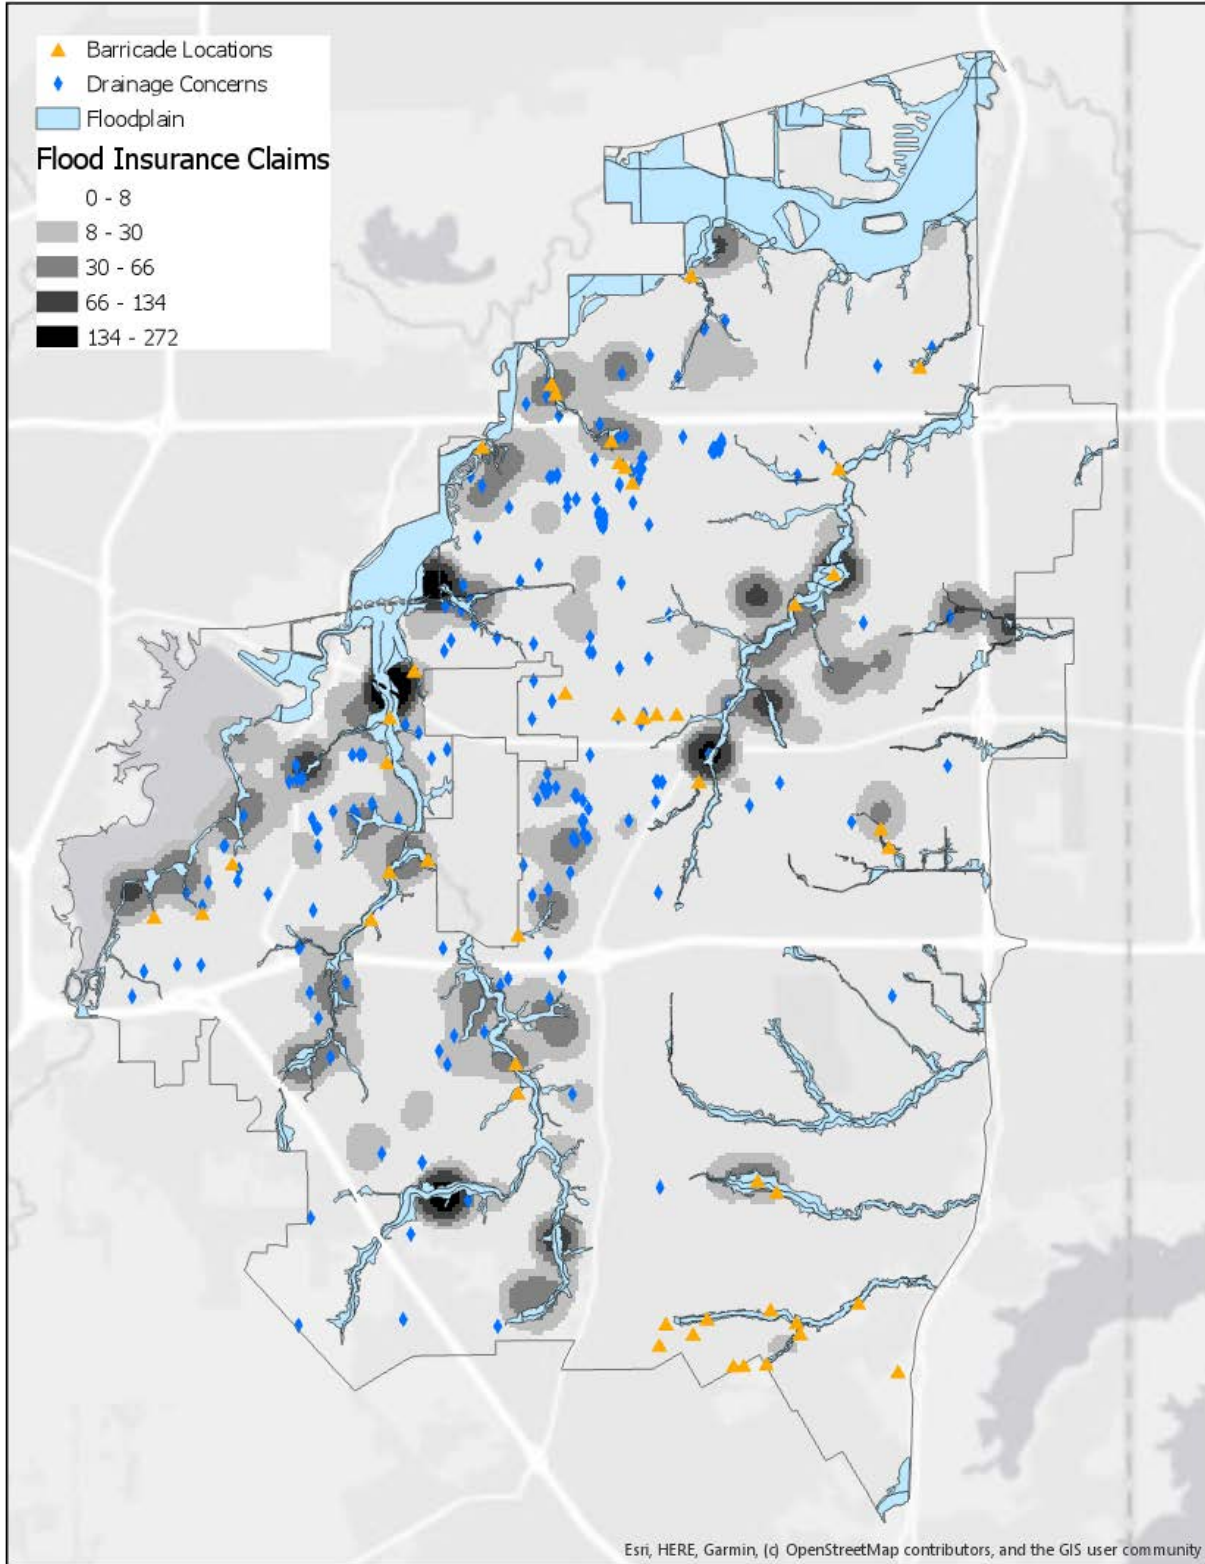 Barricade Locations
Drainage Concerns
Floodplain
Flood Insurance Claims
0 - 8
8 - 30
30 - 66
66 - 134
134 - 272
Esri, HERE, Garmin, (c) OpenStreetMap contributors, and the GIS user community